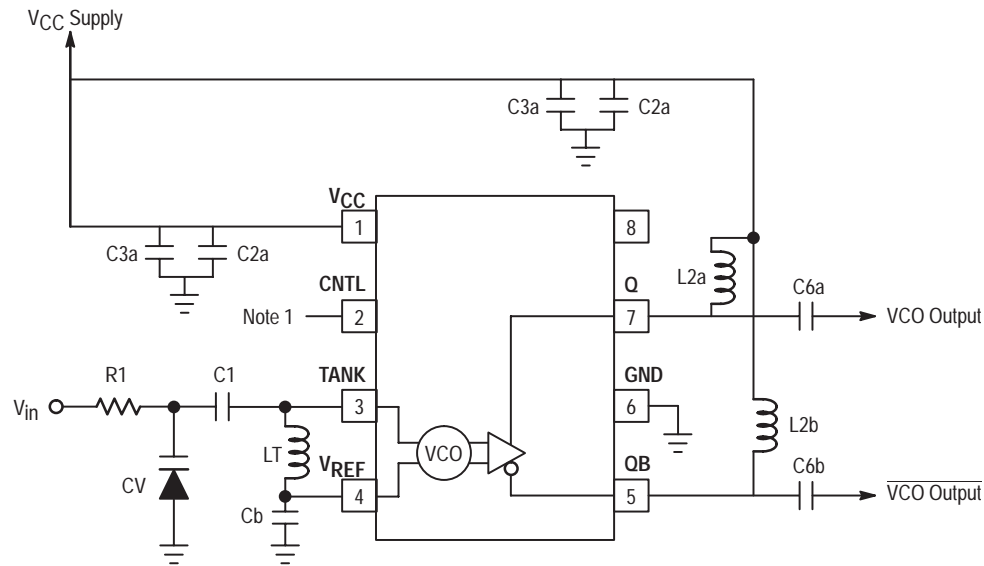 VCC Supply
C3a
C2a
VCC
1
8
C3a
C2a
L2a
CNTL
Q
C6a
Note 1
2
7
VCO Output
R1
C1
TANK
GND
Vin
3
6
LT
VCO
L2b
VREF
QB
C6b
CV
4
5
VCO Output
Cb